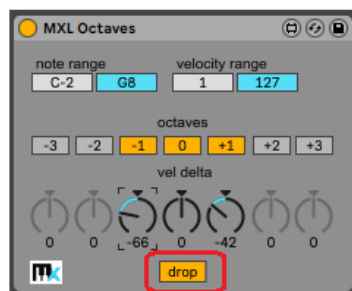 MXL Octaves
note range velocity range
C-2 G8 1 127
octaves
-3 -2 -1 0 +1 +2 +3
vel delta
0 0 -66 0 -42 0 0
mx drop